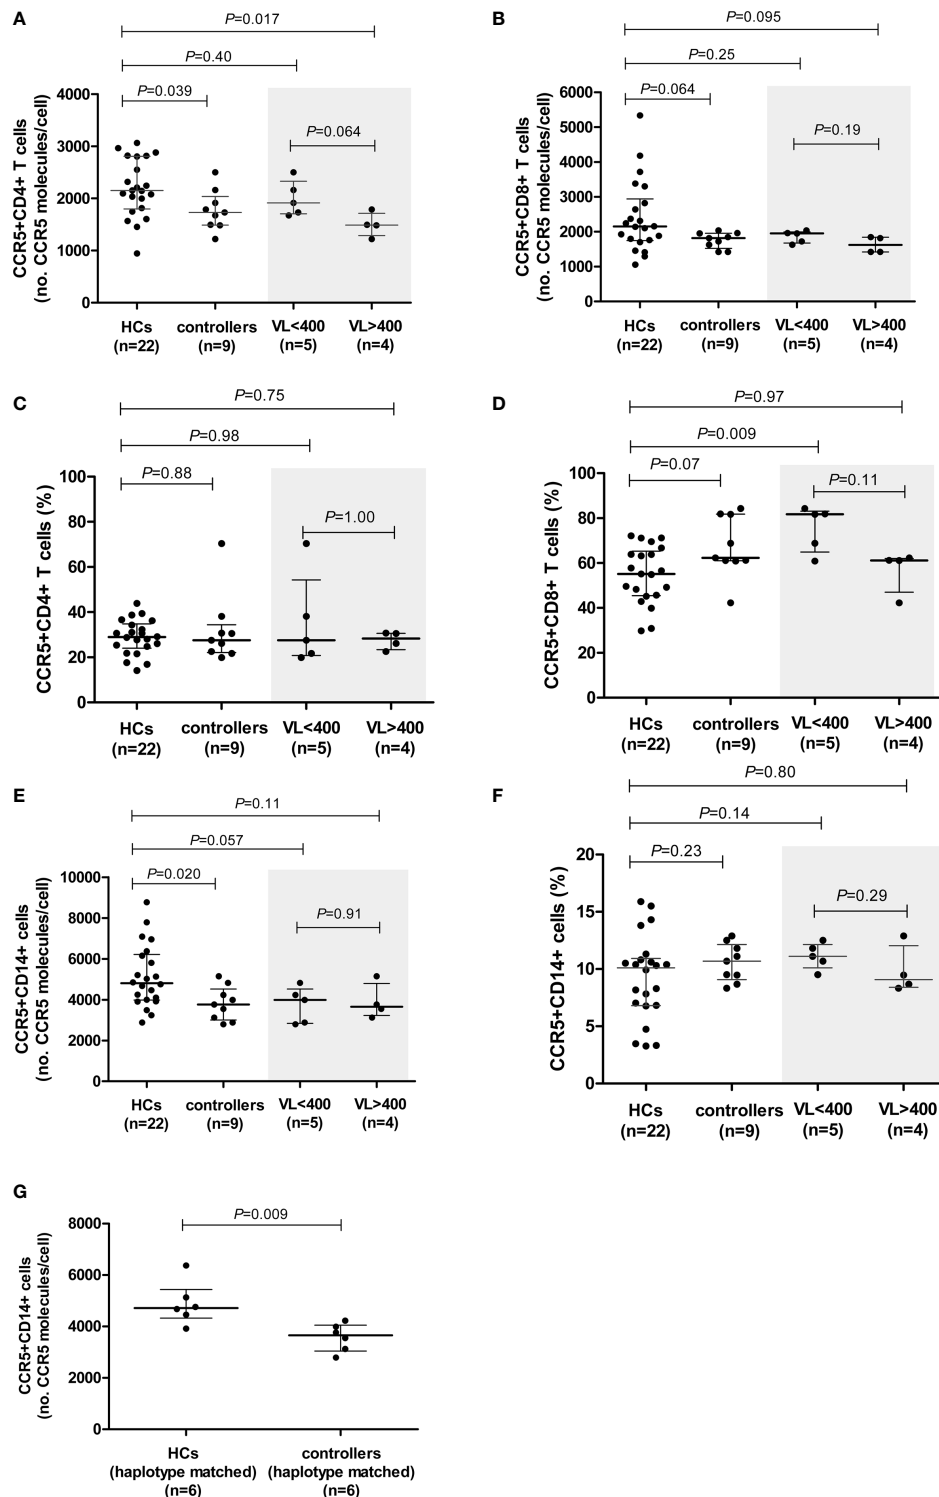 A
P=0.017
P=0.40
P=0.039
P=0.064
CCR5+CD4+ T cells
(no. CCR5 molecules/cell)
4000
3000
2000
1000
0
HCs controllers VL<400 VL>400
(n=22) (n=9) (n=5) (n=4)
B
P=0.095
P=0.25
P=0.064
P=0.19
CCR5+CD8+ T cells
(no. CCR5 molecules/cell)
6000
5000
4000
3000
2000
1000
0
HCs controllers VL<400 VL>400
(n=22) (n=9) (n=5) (n=4)
C
P=0.75
P=0.98
P=0.88
P=1.00
CCR5+CD4+ T cells (%)
100
80
60
40
20
0
HCs controllers VL<400 VL>400
(n=22) (n=9) (n=5) (n=4)
D
P=0.97
P=0.009
P=0.07
P=0.11
CCR5+CD8+ T cells (%)
100
80
60
40
20
0
HCs controllers VL<400 VL>400
(n=22) (n=9) (n=5) (n=4)
E
P=0.11
P=0.057
P=0.020
P=0.91
CCR5+CD14+ cells
(no. CCR5 molecules/cell)
10000
8000
6000
4000
2000
0
HCs controllers VL<400 VL>400
(n=22) (n=9) (n=5) (n=4)
F
P=0.80
P=0.14
P=0.23
P=0.29
CCR5+CD14+ cells (%)
20
15
10
5
0
HCs controllers VL<400 VL>400
(n=22) (n=9) (n=5) (n=4)
G
P=0.009
CCR5+CD14+ cells
(no. CCR5 molecules/cell)
8000
6000
4000
2000
0
HCs controllers
(haplotype matched) (haplotype matched)
(n=6) (n=6)